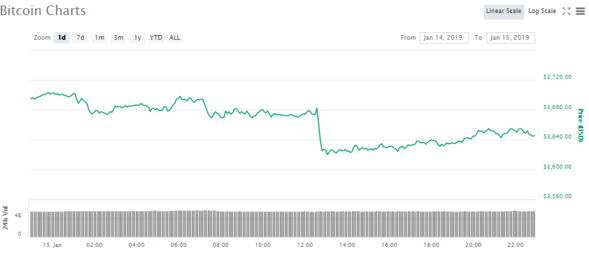 Bitcoin Charts
Linear Scale Log Scale
Zoom 1d 7d 1m 3m 1y YTD ALL
From Jan 14, 2019 To Jan 15, 2019
$3,720.00
$3,680.00
$3,640.00
$3,600.00
$3,560.00
Price (USD)
24h Vol
0
15. Jan 02:00 04:00 06:00 08:00 10:00 12:00 14:00 16:00 18:00 20:00 22:00